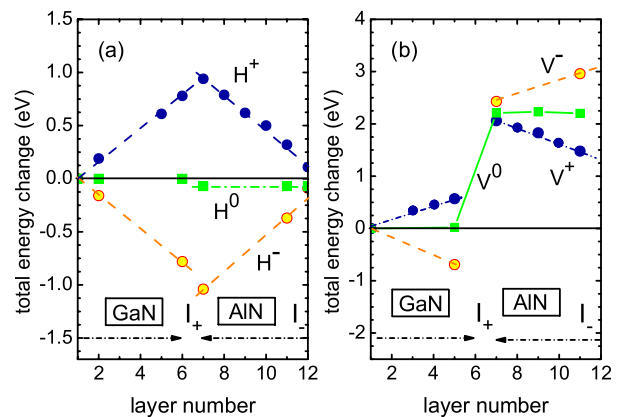 (a)
H⁺
H⁰
H⁻
GaN I₊ AlN I₋
1.5
1.0
0.5
0.0
-0.5
-1.0
-1.5
2 4 6 8 10 12
total energy change (eV)
layer number
(b)
V⁻
V⁰
V⁺
GaN I₊ AlN I₋
4
3
2
1
0
-1
-2
2 4 6 8 10 12
total energy change (eV)
layer number